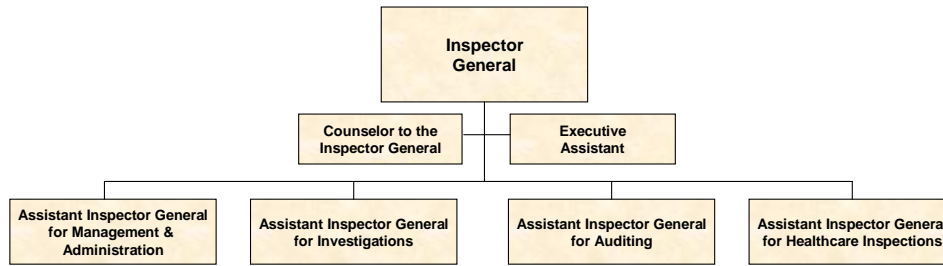 Inspector
General
Counselor to the
Inspector General
Executive
Assistant
Assistant Inspector General
for Management &
Administration
Assistant Inspector General
for Investigations
Assistant Inspector General
for Auditing
Assistant Inspector General
for Healthcare Inspections